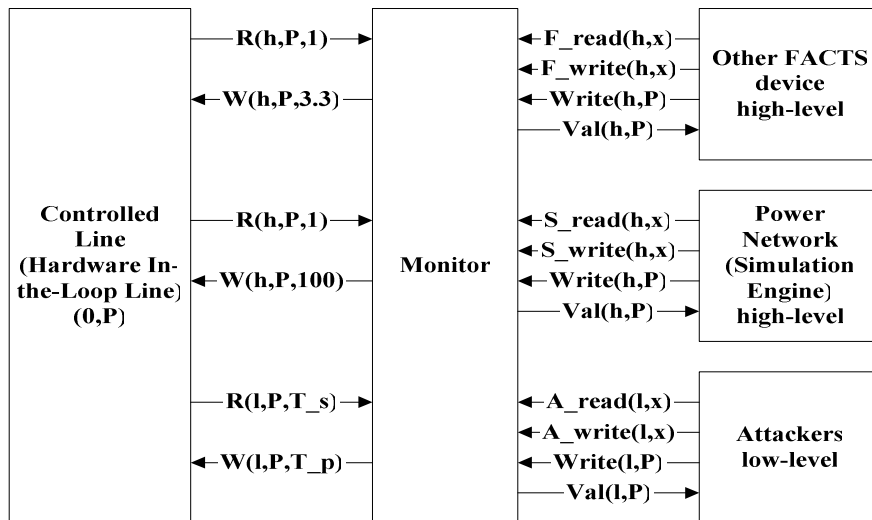 Controlled
Line
(Hardware In-
the-Loop Line)
(0,P)
R(h,P,1)
W(h,P,3.3)
R(h,P,1)
W(h,P,100)
R(l,P,T_s)
W(l,P,T_p)
Monitor
F_read(h,x)
F_write(h,x)
Write(h,P)
Val(h,P)
S_read(h,x)
S_write(h,x)
Write(h,P)
Val(h,P)
A_read(l,x)
A_write(l,x)
Write(l,P)
Val(l,P)
Other FACTS
device
high-level
Power
Network
(Simulation
Engine)
high-level
Attackers
low-level